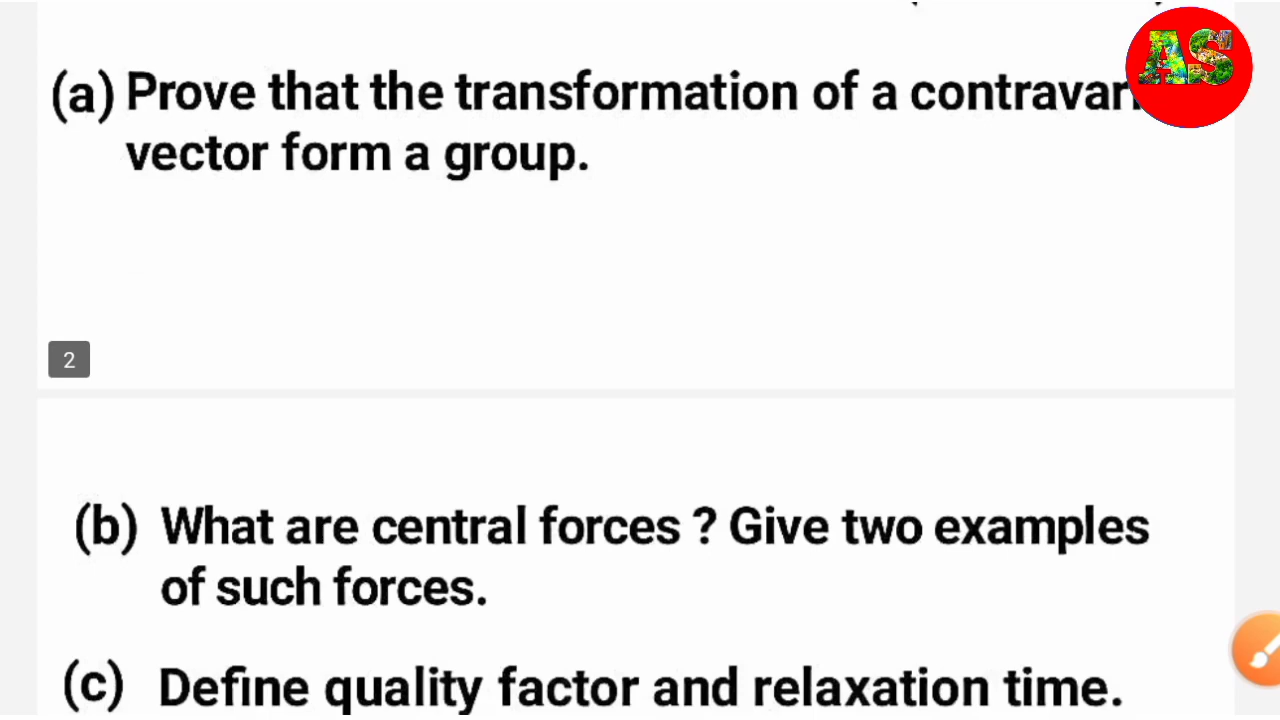 (a) Prove that the transformation of a
vector form a group.
AS
2
(b) What are central forces ? Give two examples
of such forces.
(c) Define quality factor and relaxation time.